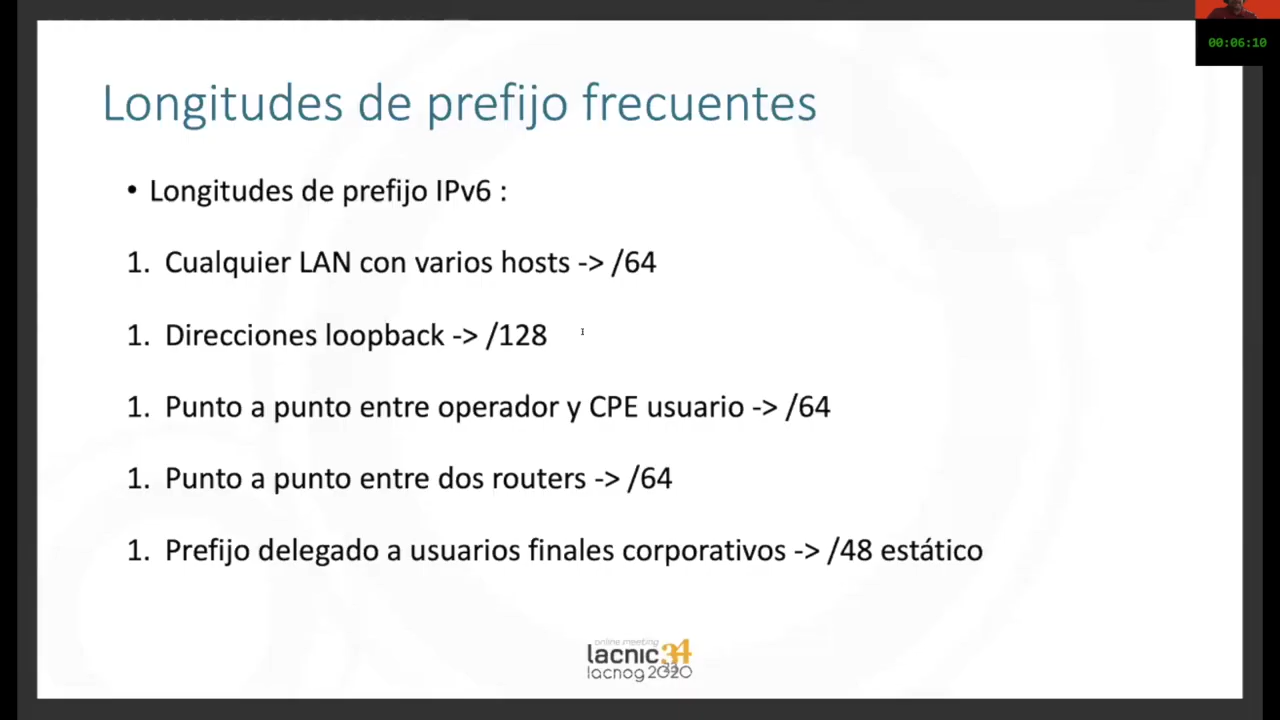 00:06:10
Longitudes de prefijo frecuentes
• Longitudes de prefijo IPv6 :
1. Cualquier LAN con varios hosts -> /64
1. Direcciones loopback -> /128
1. Punto a punto entre operador y CPE usuario -> /64
1. Punto a punto entre dos routers -> /64
1. Prefijo delegado a usuarios finales corporativos -> /48 estático
online meeting
lacnic34
lacnog 2020